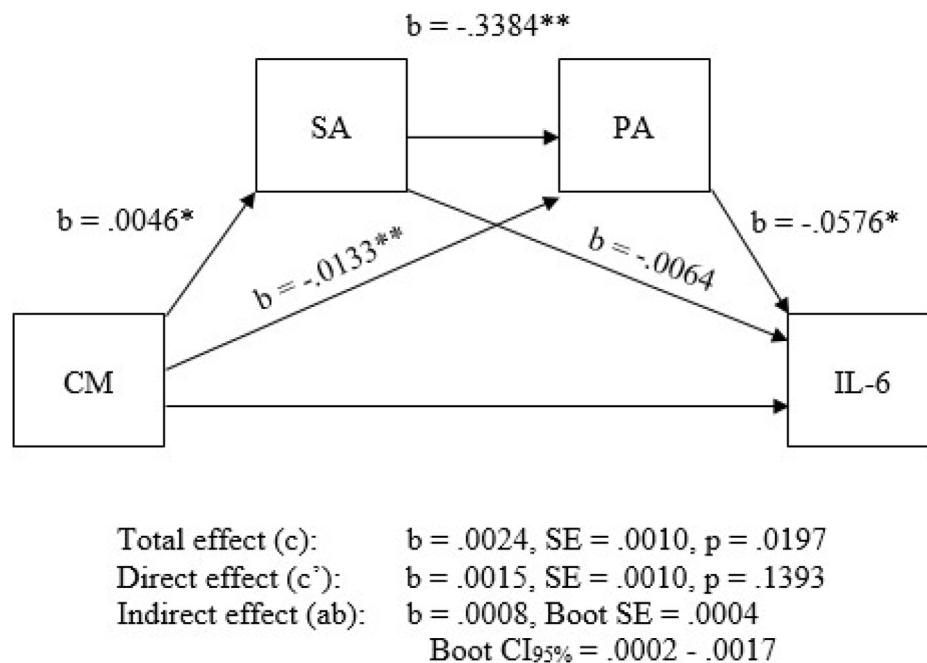 b = -.3384**
SA
PA
b = .0046*
b = -.0133**
b = -.0064
b = -.0576*
CM
IL-6
Total effect (c): b = .0024, SE = .0010, p = .0197
Direct effect (c’): b = .0015, SE = .0010, p = .1393
Indirect effect (ab): b = .0008, Boot SE = .0004
Boot CI95% = .0002 - .0017